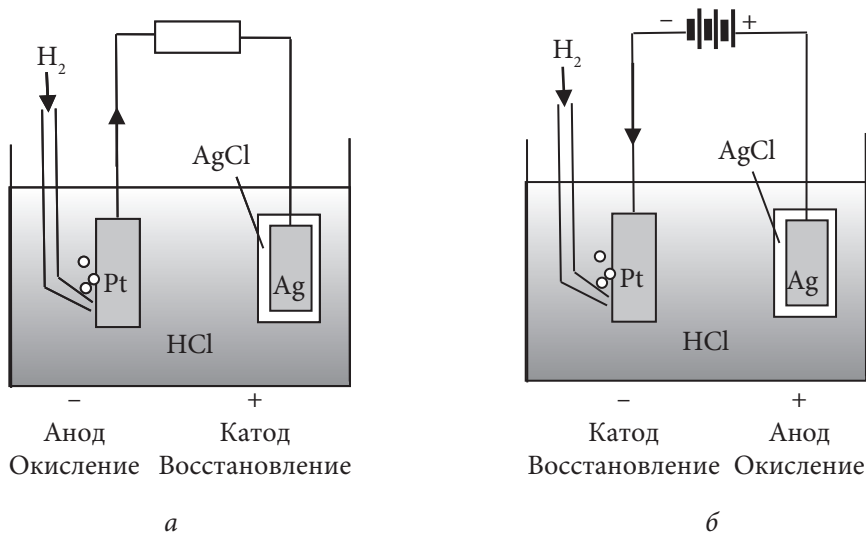 H₂
AgCl
Pt
Ag
HCl
−
+
Анод
Окисление
Катод
Восстановление
а
− +
H₂
AgCl
Pt
Ag
HCl
−
+
Катод
Восстановление
Анод
Окисление
б